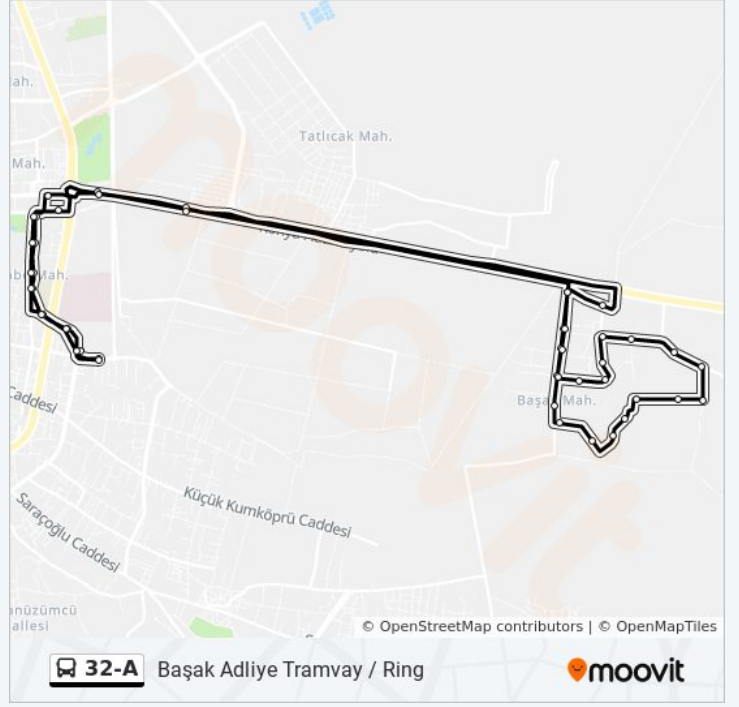 ah.
Tatlıcak Mah.
Mah.
Mah.
Başak Mah.
Caddesi
Küçük Kumköprü Caddesi
Saraçoğlu Caddesi
anüzümcü
allesi
© OpenStreetMap contributors | © OpenMapTiles
32-A Başak Adliye Tramvay / Ring
moovit
moovit